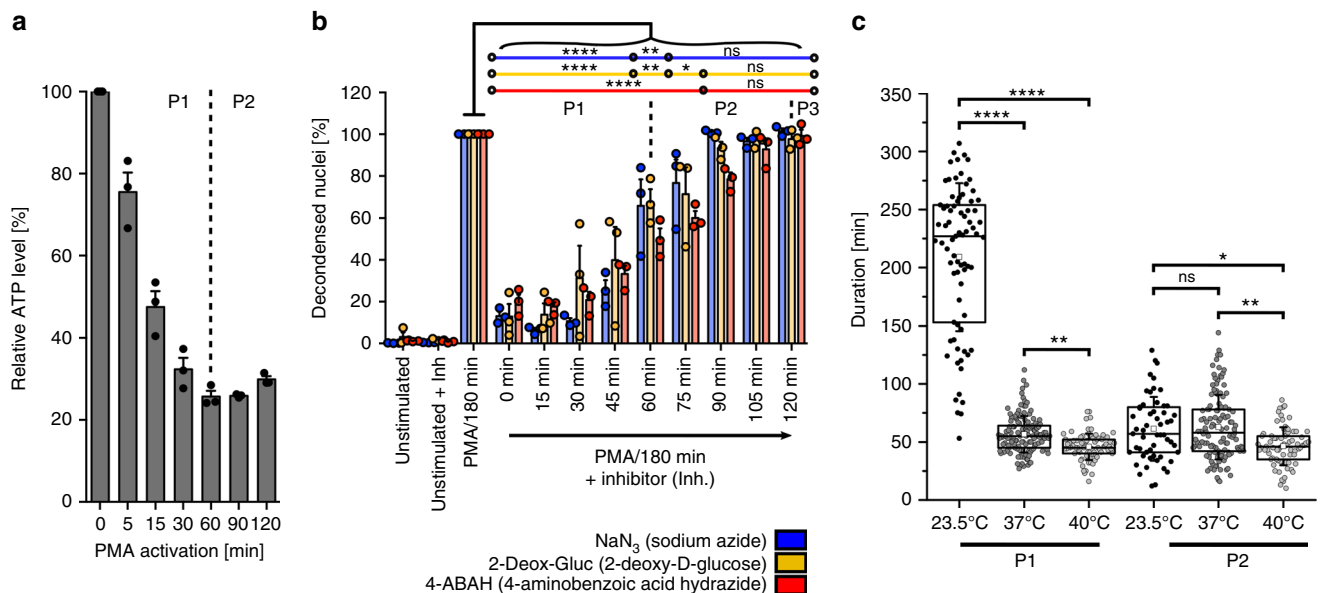 a
P1 P2
Relative ATP level [%]
100
80
60
40
20
0
0 5 15 30 60 90 120
PMA activation [min]
b
**** ** ns
**** ** * ns
**** ns
P1 P2 P3
Decondensed nuclei [%]
120
100
80
60
40
20
0
Unstimulated
Unstimulated + Inh
PMA/180 min
0 min
15 min
30 min
45 min
60 min
75 min
90 min
105 min
120 min
PMA/180 min
+ inhibitor (Inh.)
NaN3 (sodium azide)
2-Deox-Gluc (2-deoxy-D-glucose)
4-ABAH (4-aminobenzoic acid hydrazide)
c
Duration [min]
350
300
250
200
150
100
50
0
****
****
**
*
ns
**
23.5°C 37°C 40°C 23.5°C 37°C 40°C
P1 P2